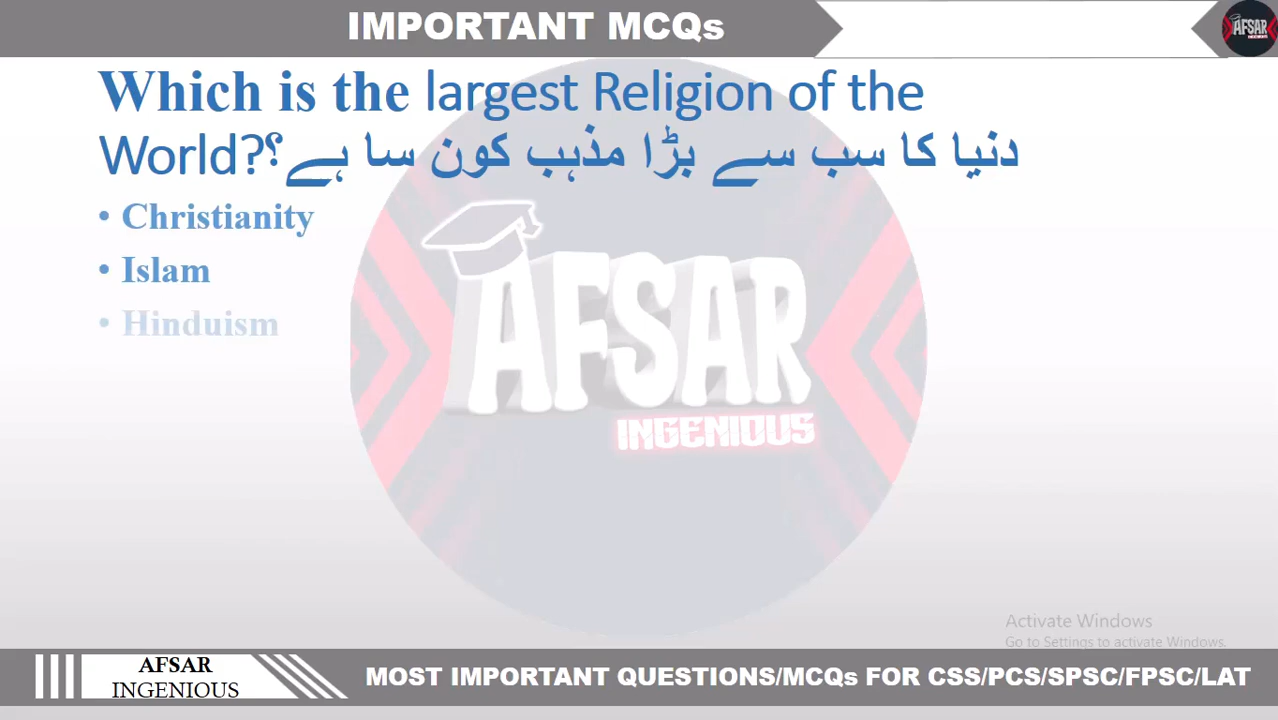 IMPORTANT MCQs
AFSAR
INGENIOUS
Which is the largest Religion of the
World?دنیا کا سب سے بڑا مذہب کون سا ہے؟
• Christianity
• Islam
• Hinduism
AFSAR
INGENIOUS
Activate Windows
Go to Settings to activate Windows.
AFSAR
INGENIOUS
MOST IMPORTANT QUESTIONS/MCQs FOR CSS/PCS/SPSC/FPSC/LAT